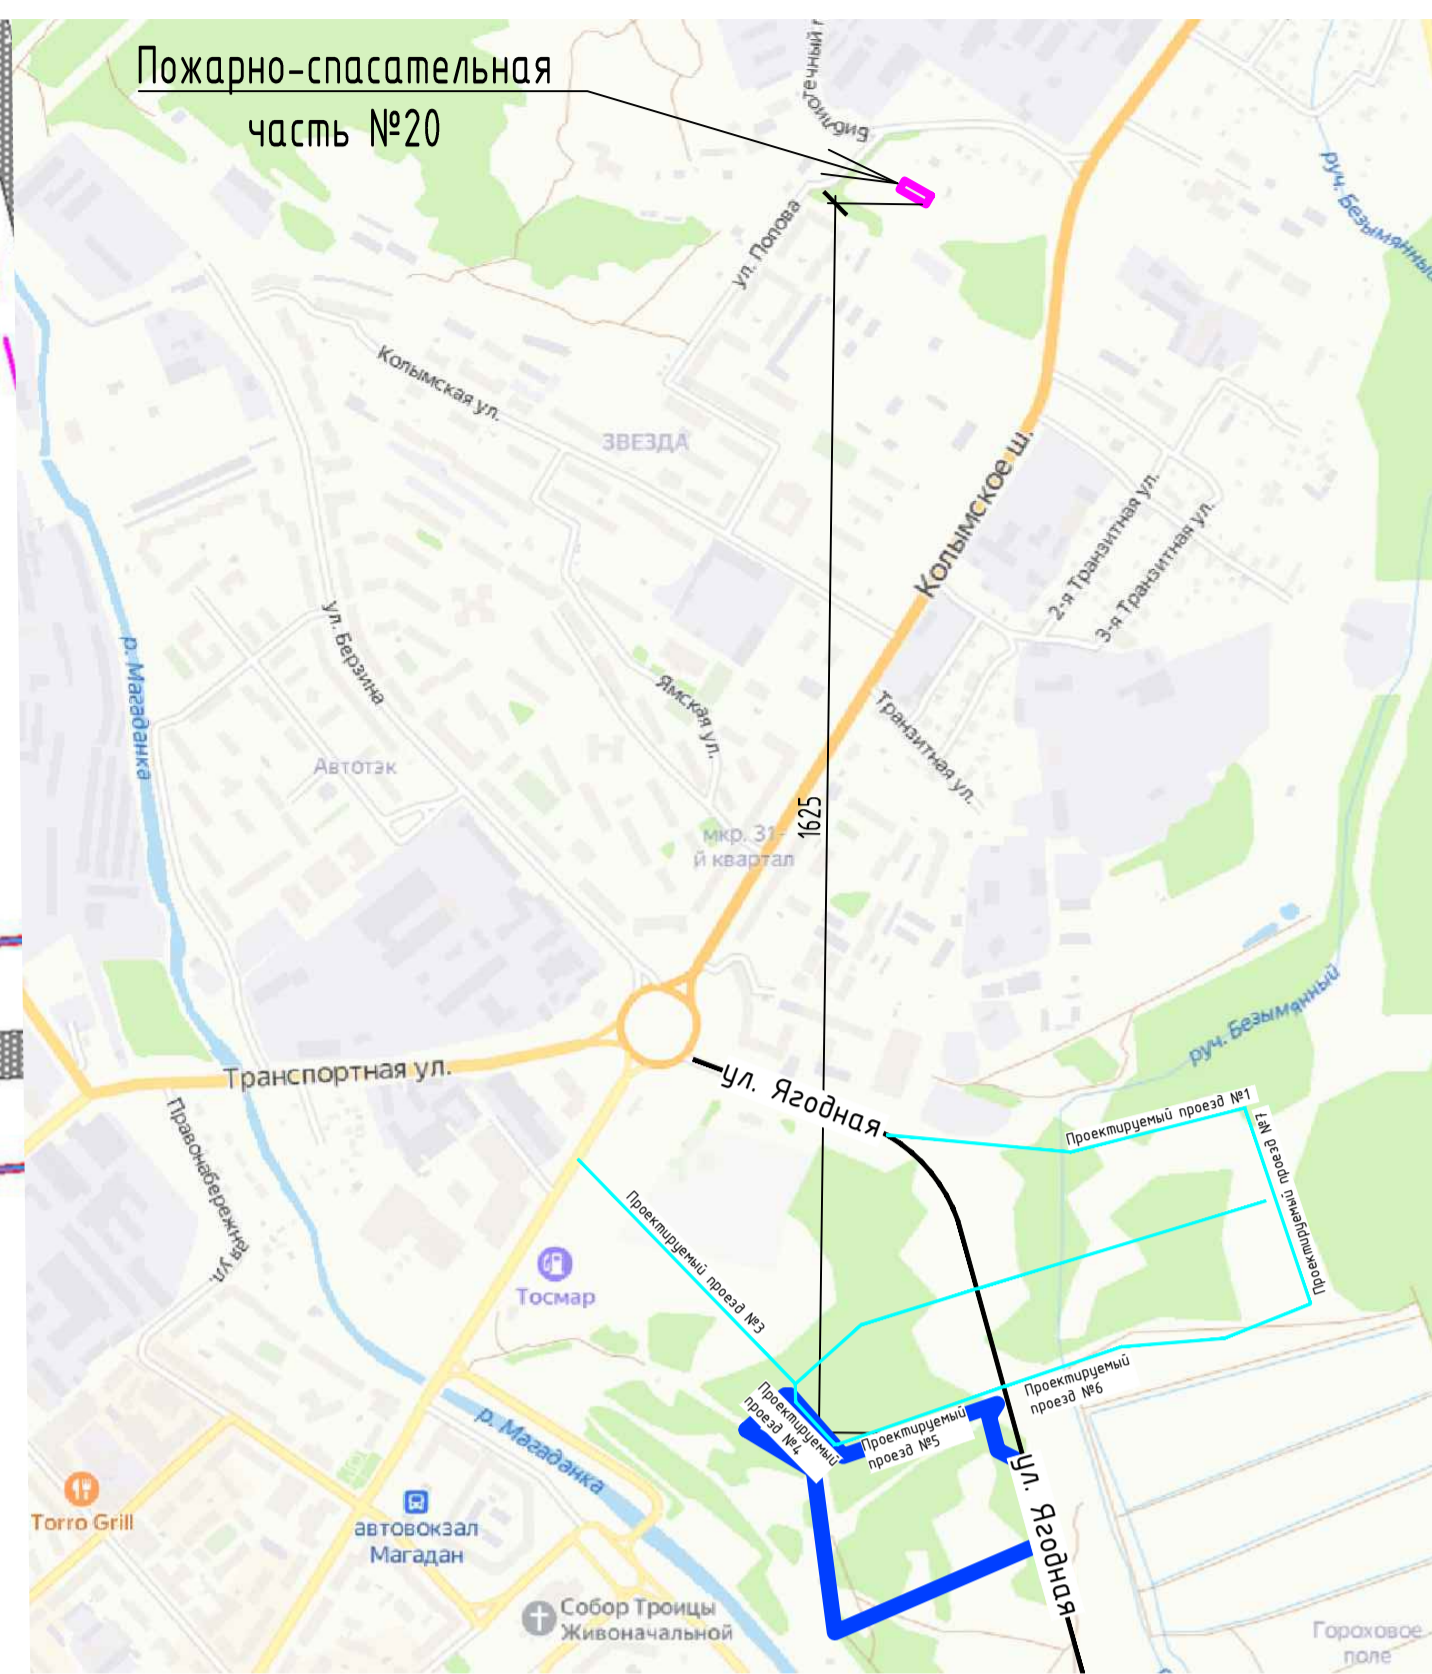 Пожарно-спасательная
часть №20
Библиотечный п
руч. Безымянный
ул. Попова
Колымская ул.
ЗВЕЗДА
Колымское ш.
2-я Транзитная ул.
3-я Транзитная ул.
р. Магаданка
ул. Берзина
Ямская ул.
Транзитная ул.
Автотэк
1625
мкр. 31-
й квартал
руч. Безымянный
Транспортная ул.
ул. Ягодная
Правонабережная
ул.
Проектируемый проезд №1
Проектируемый проезд №7
Проектируемый проезд №3
Тосмар
Проектируемый
проезд №6
Проектируемый
проезд №4
Проектируемый
проезд №5
р. Магаданка
Torro Grill
автовокзал
Магадан
ул. Ягодная
Собор Троицы
Живоначальной
Гороховое
поле